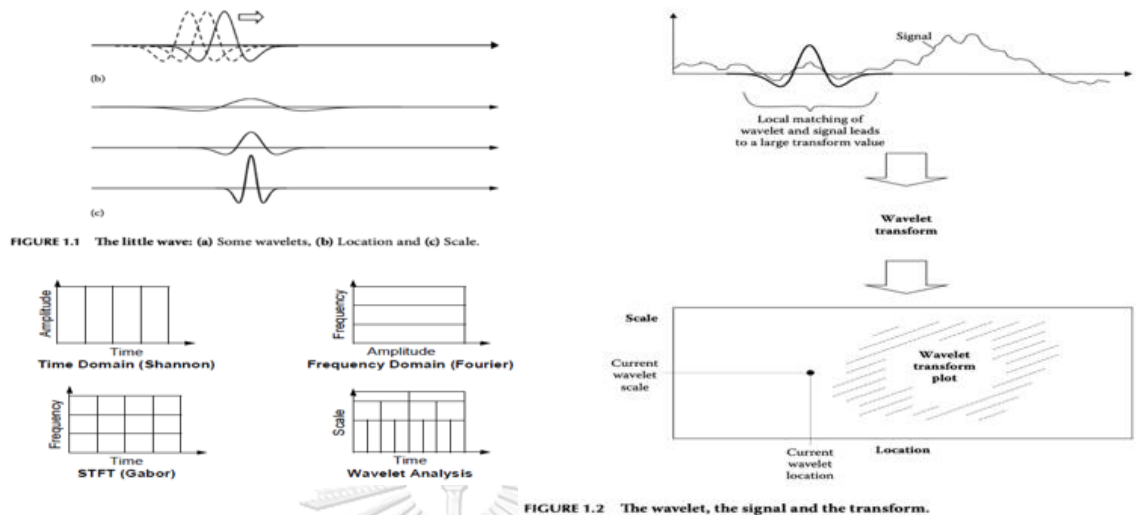 (b)
(c)
FIGURE 1.1 The little wave: (a) Some wavelets, (b) Location and (c) Scale.
Amplitude
Time
Time Domain (Shannon)
Frequency
Amplitude
Frequency Domain (Fourier)
Frequency
Time
STFT (Gabor)
Scale
Time
Wavelet Analysis
Signal
Local matching of
wavelet and signal leads
to a large transform value
Wavelet
transform
Scale
Current
wavelet
scale
Wavelet
transform
plot
Current
wavelet
location
Location
FIGURE 1.2 The wavelet, the signal and the transform.